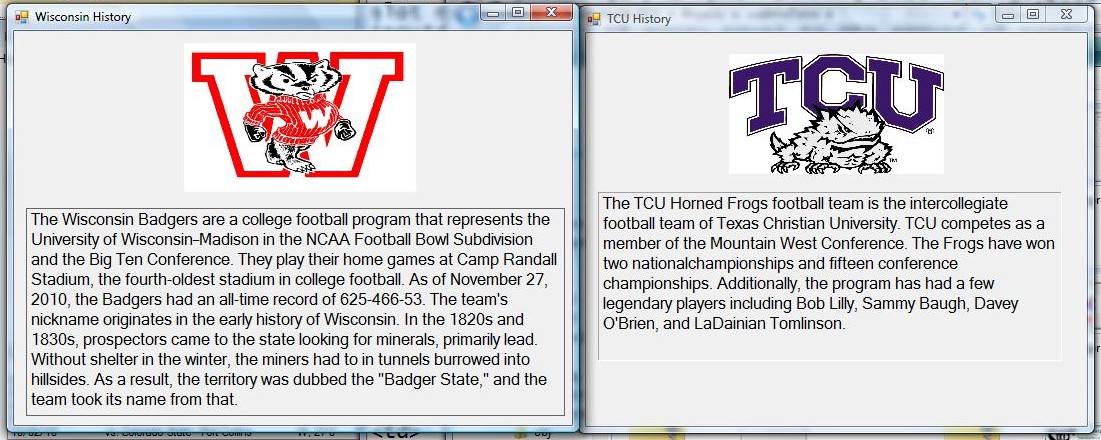 Wisconsin History
W
W
The Wisconsin Badgers are a college football program that represents the
University of Wisconsin–Madison in the NCAA Football Bowl Subdivision
and the Big Ten Conference. They play their home games at Camp Randall
Stadium, the fourth-oldest stadium in college football. As of November 27,
2010, the Badgers had an all-time record of 625-466-53. The team's
nickname originates in the early history of Wisconsin. In the 1820s and
1830s, prospectors came to the state looking for minerals, primarily lead.
Without shelter in the winter, the miners had to in tunnels burrowed into
hillsides. As a result, the territory was dubbed the "Badger State," and the
team took its name from that.
TCU History
TCU
®
™
The TCU Horned Frogs football team is the intercollegiate
football team of Texas Christian University. TCU competes as a
member of the Mountain West Conference. The Frogs have won
two nationalchampionships and fifteen conference
championships. Additionally, the program has had a few
legendary players including Bob Lilly, Sammy Baugh, Davey
O'Brien, and LaDainian Tomlinson.